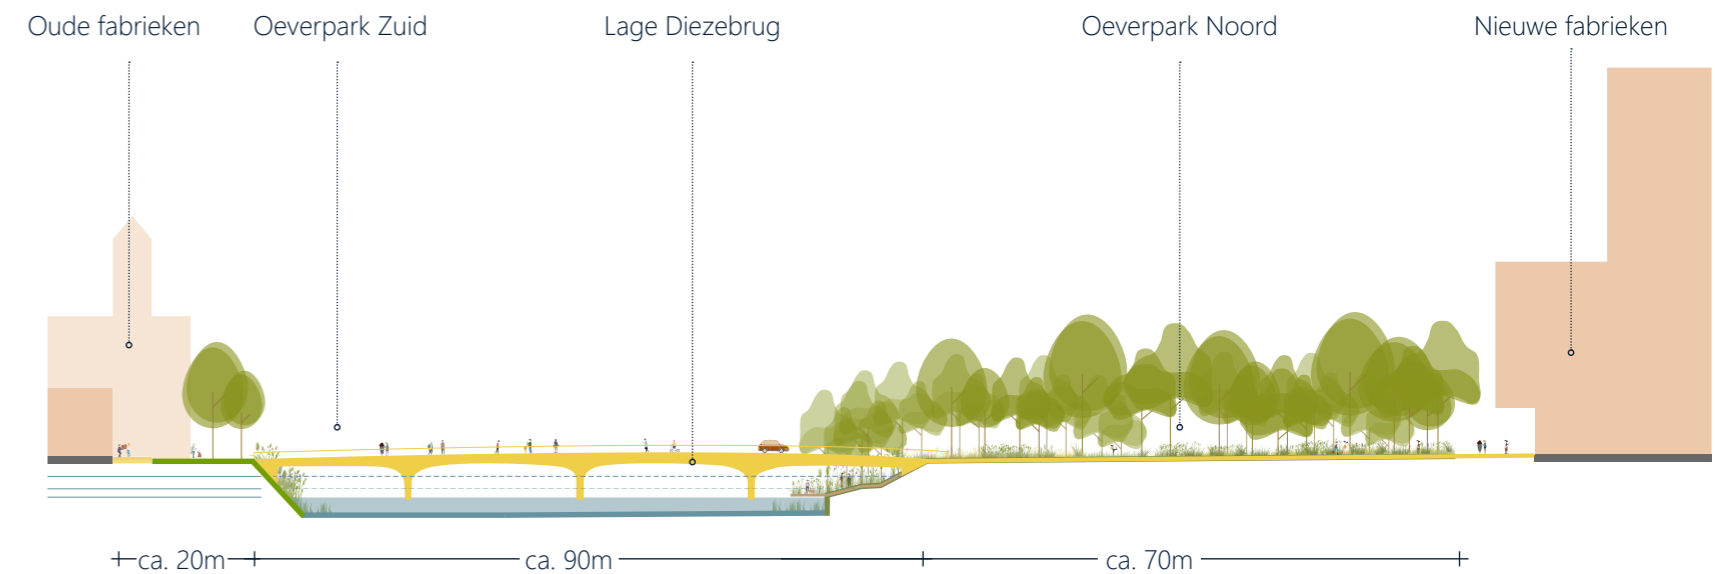 Oude fabrieken
Oeverpark Zuid
Lage Diezebrug
Oeverpark Noord
Nieuwe fabrieken
ca. 20m
ca. 90m
ca. 70m